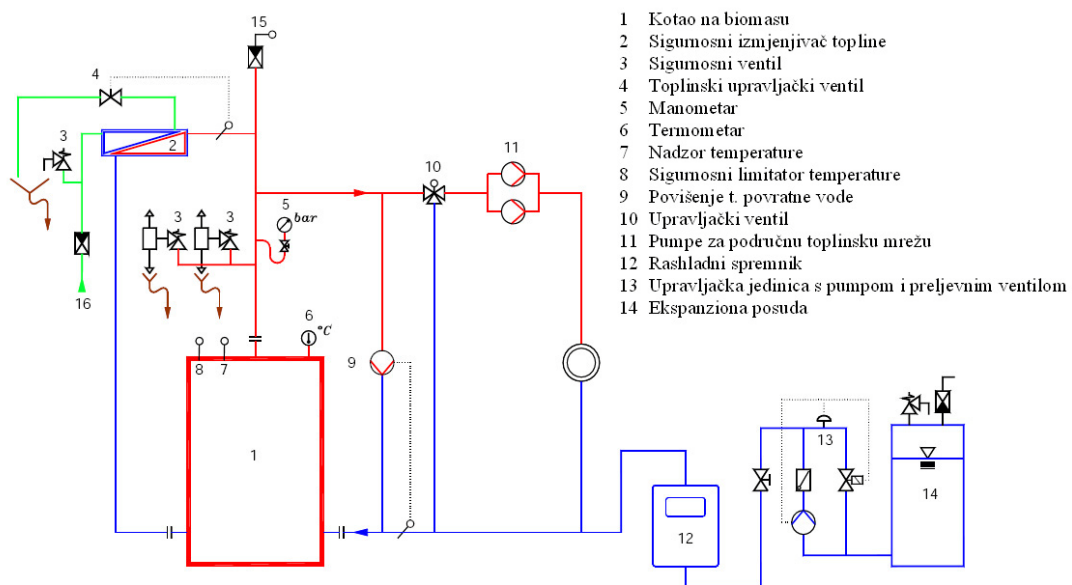 1 Kotao na biomasu
2 Sigurnosni izmjenjivač topline
3 Sigurnosni ventil
4 Toplinski upravljački ventil
5 Manometar
6 Termometar
7 Nadzor temperature
8 Sigurnosni limitator temperature
9 Povišenje t. povratne vode
10 Upravljački ventil
11 Pumpe za područnu toplinsku mrežu
12 Rashladni spremnik
13 Upravljačka jedinica s pumpom i preljevnim ventilom
14 Ekspanziona posuda
15
4
3
2
11
10
5
bar
3
3
16
6
°C
8
7
9
1
13
14
12